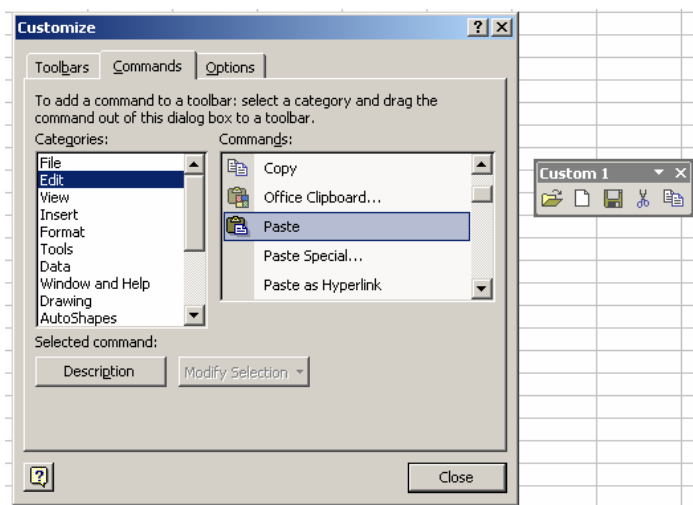 Customize
Toolbars Commands Options
To add a command to a toolbar: select a category and drag the
command out of this dialog box to a toolbar.
Categories: Commands:
File
Edit
View
Insert
Format
Tools
Data
Window and Help
Drawing
AutoShapes
Copy
Office Clipboard...
Paste
Paste Special...
Paste as Hyperlink
Custom 1
Selected command:
Description Modify Selection
Close